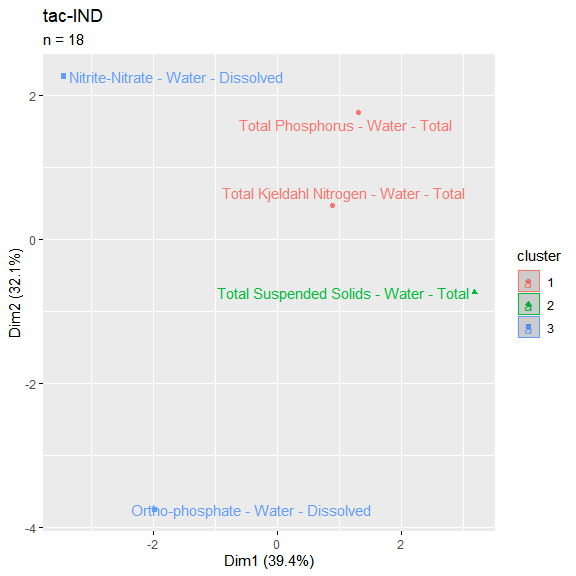 tac-IND
n = 18
Nitrite-Nitrate - Water - Dissolved
Total Phosphorus - Water - Total
Total Kjeldahl Nitrogen - Water - Total
Total Suspended Solids - Water - Total
Ortho-phosphate - Water - Dissolved
2
0
-2
-4
Dim2 (32.1%)
-2
0
2
Dim1 (39.4%)
cluster
1
2
3